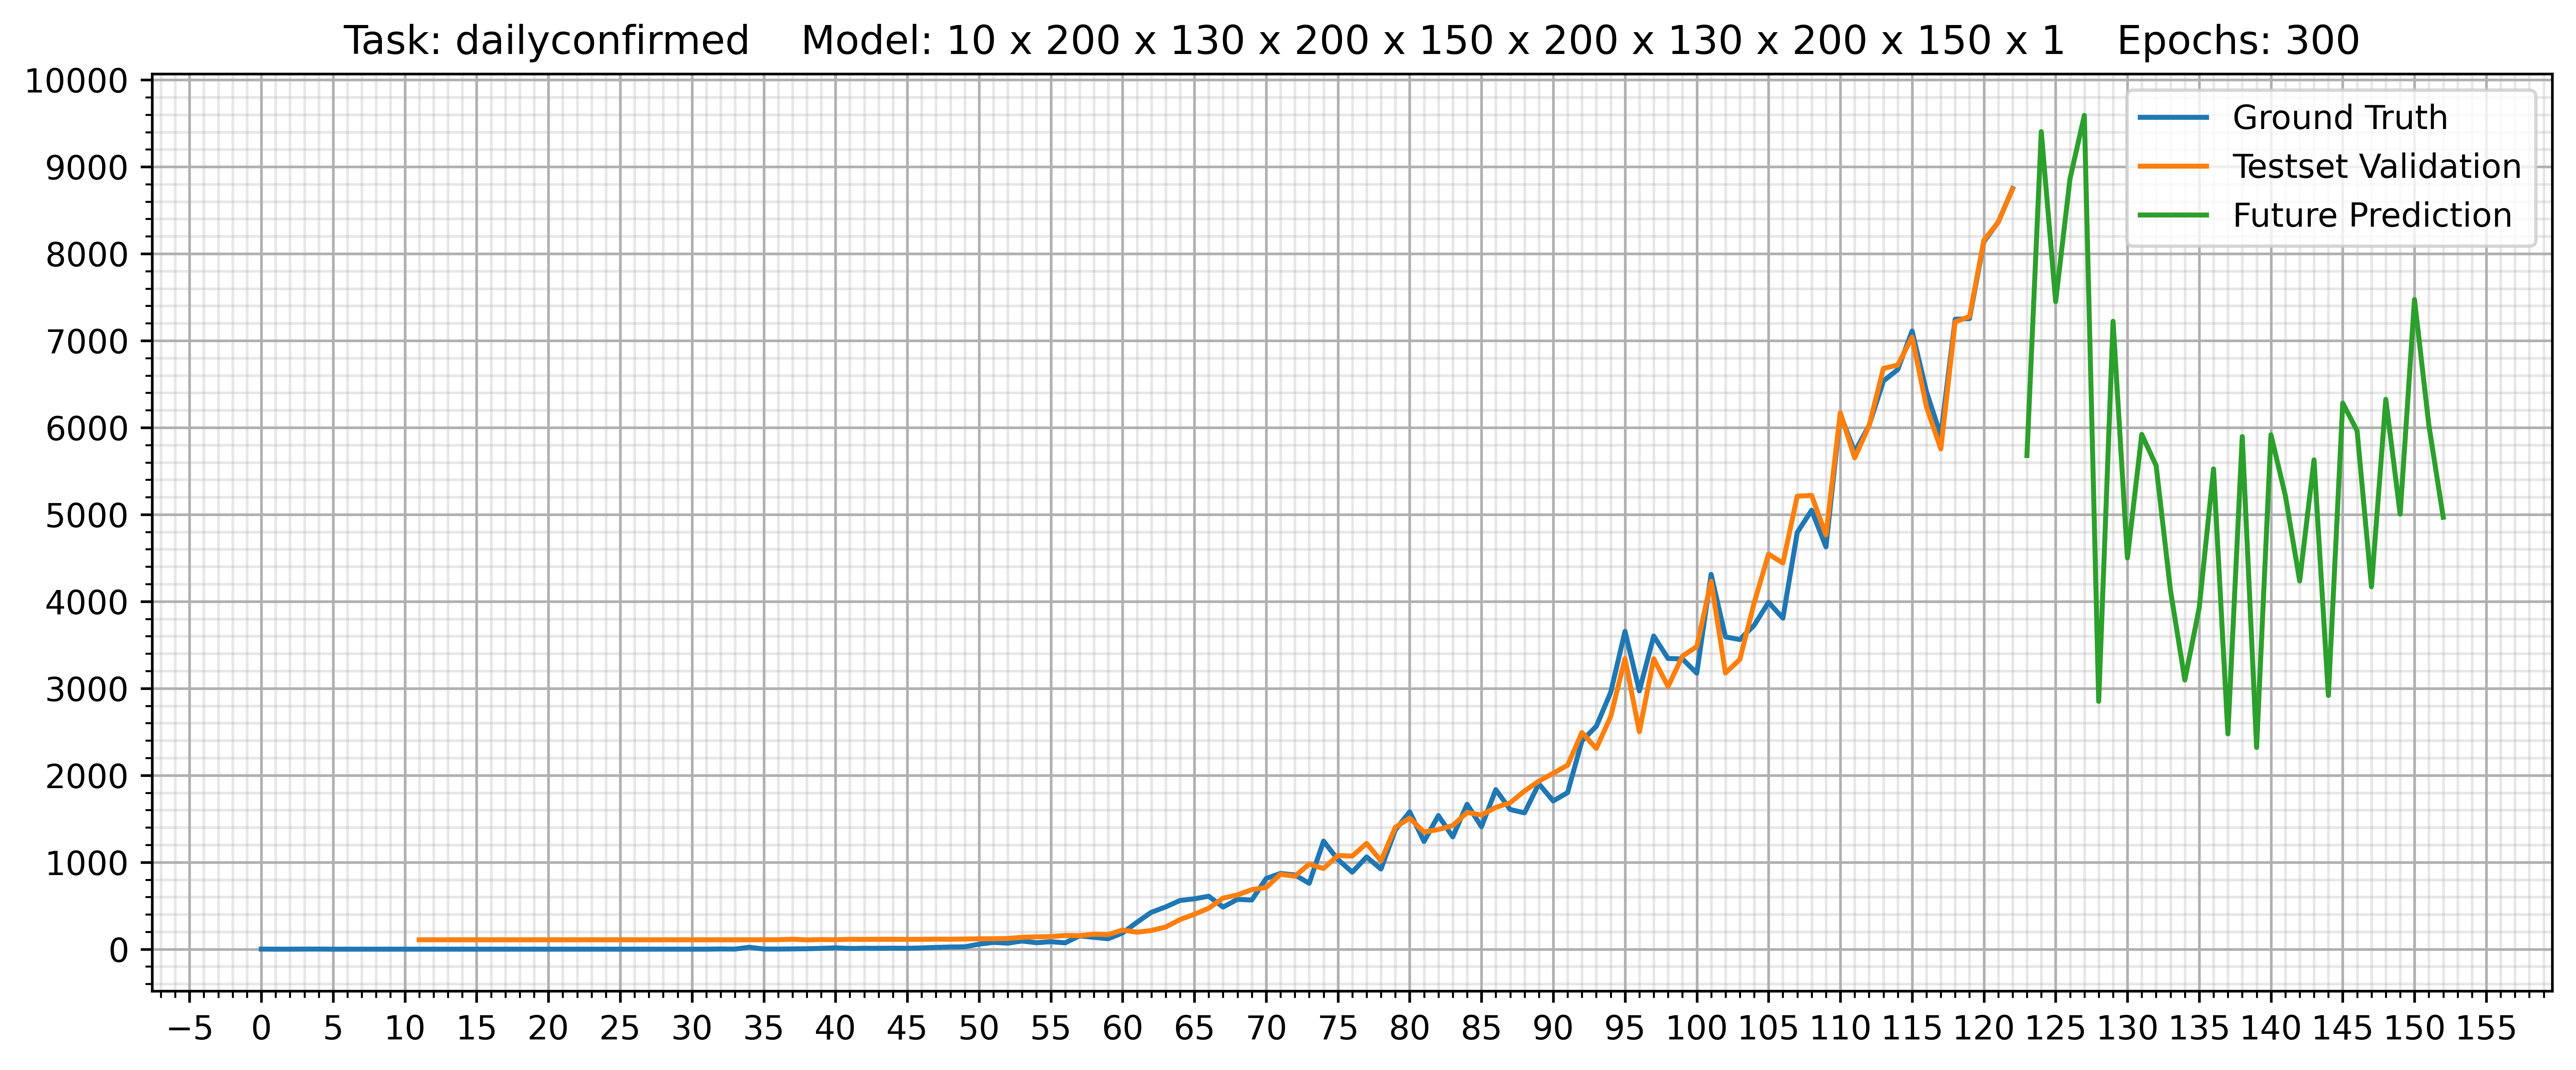 Task: dailyconfirmed    Model: 10 x 200 x 130 x 200 x 150 x 200 x 130 x 200 x 150 x 1    Epochs: 300
10000
9000
8000
7000
6000
5000
4000
3000
2000
1000
0
Ground Truth
Testset Validation
Future Prediction
−5 0 5 10 15 20 25 30 35 40 45 50 55 60 65 70 75 80 85 90 95 100 105 110 115 120 125 130 135 140 145 150 155